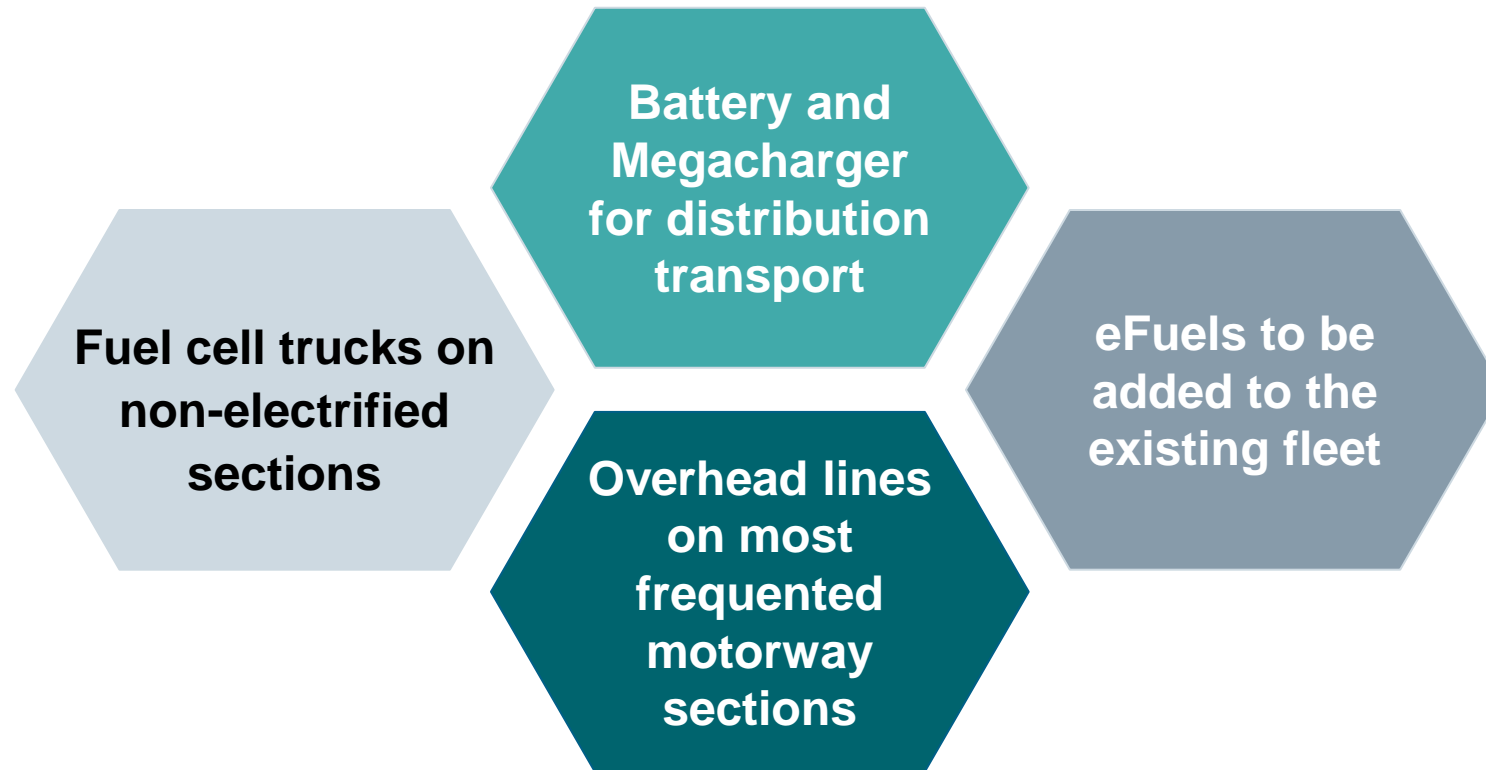 Battery and
Megacharger
for distribution
transport
Fuel cell trucks on
non-electrified
sections
eFuels to be
added to the
existing fleet
Overhead lines
on most
frequented
motorway
sections